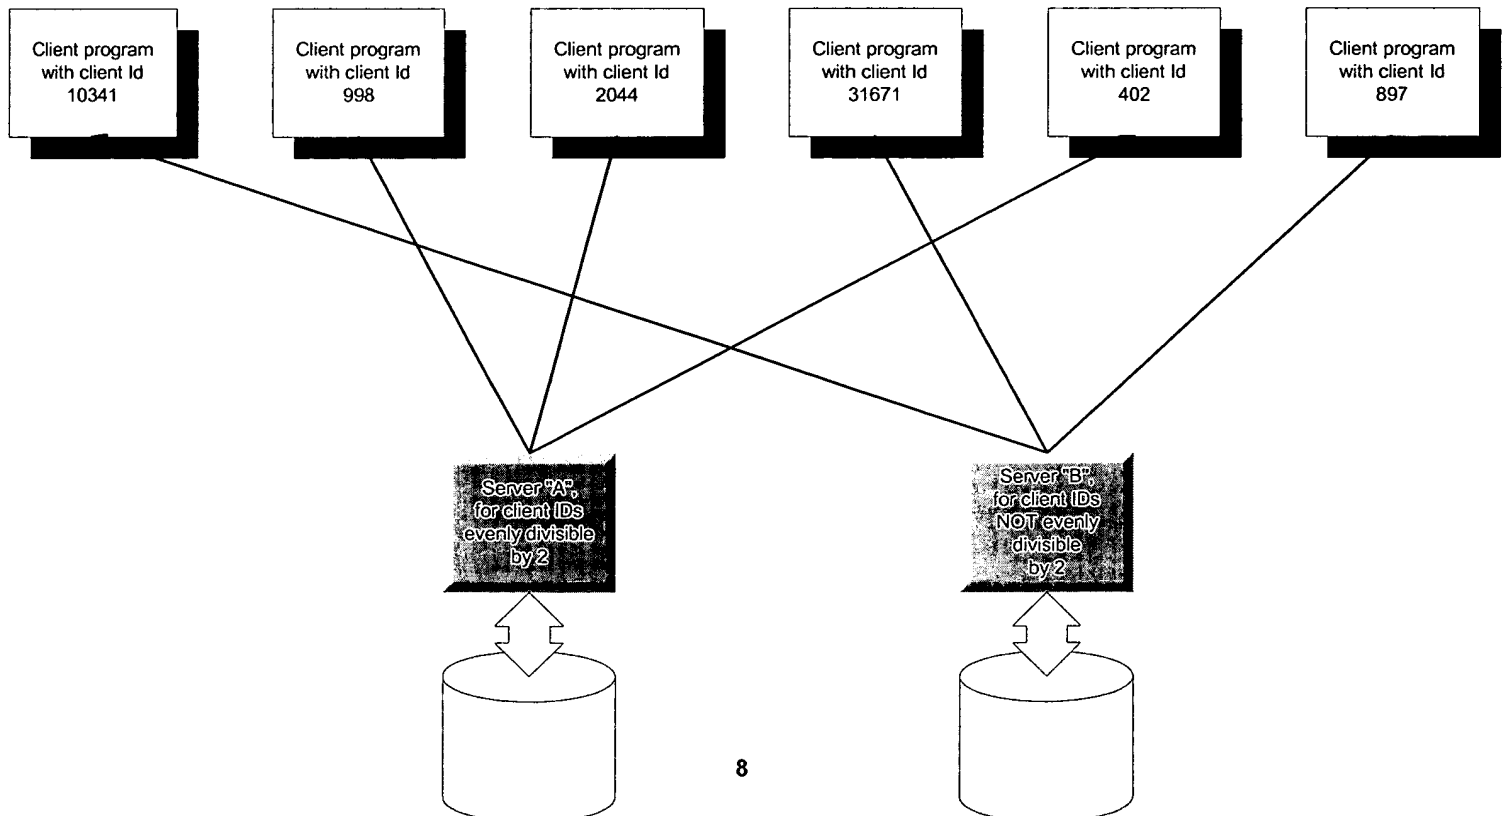 Client program
with client Id
10341
Client program
with client Id
998
Client program
with client Id
2044
Client program
with client Id
31671
Client program
with client Id
402
Client program
with client Id
897
Server "A",
for client IDs
evenly divisible
by 2
Server "B",
for client IDs
NOT evenly
divisible
by 2
8